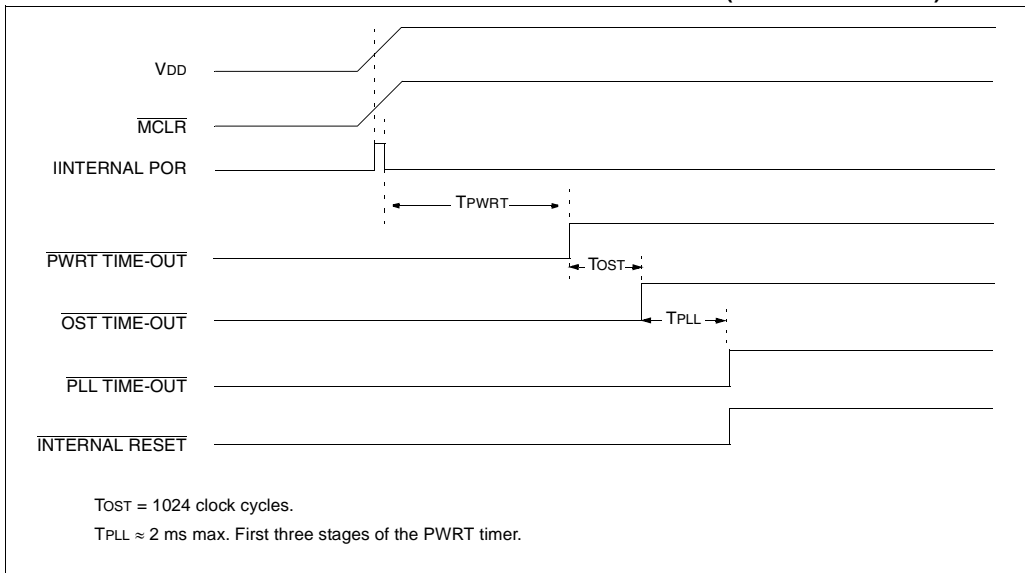 VDD
MCLR
IINTERNAL POR
TPWRT
PWRT TIME-OUT
TOST
OST TIME-OUT
TPLL
PLL TIME-OUT
INTERNAL RESET
TOST = 1024 clock cycles.
TPLL ≈ 2 ms max. First three stages of the PWRT timer.